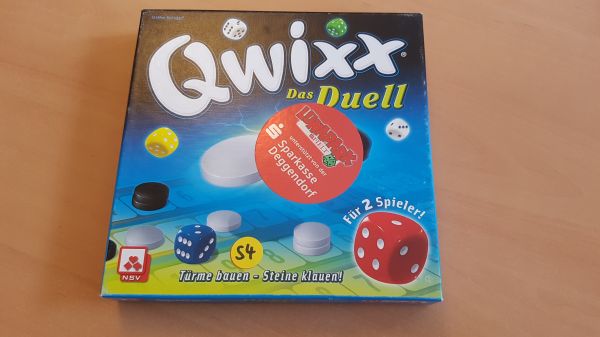 Qwixx®
Das Duell
unterstützt von der
Sparkasse
Deggendorf
Für 2 Spieler!
54
Türme bauen – Steine klauen!
NSV